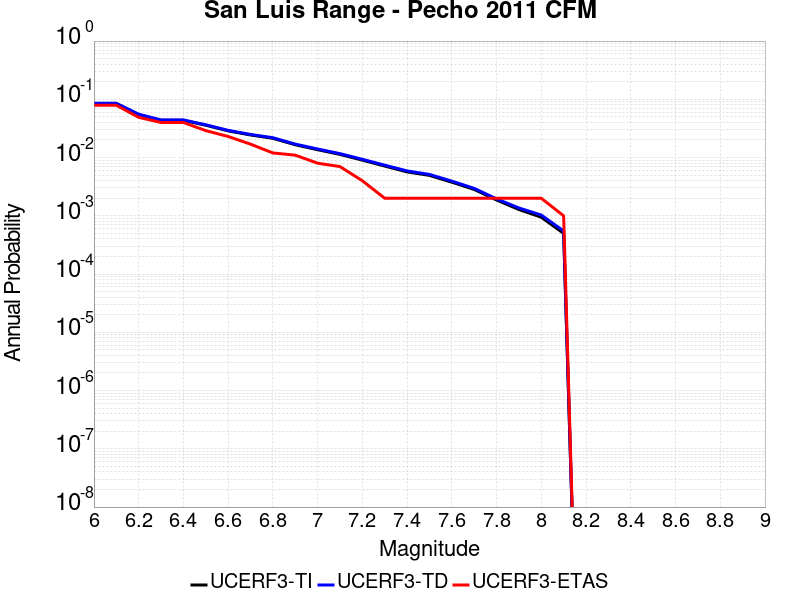 San Luis Range - Pecho 2011 CFM
10^0
10^-1
10^-2
10^-3
10^-4
10^-5
10^-6
10^-7
10^-8
Annual Probability
6 6.2 6.4 6.6 6.8 7 7.2 7.4 7.6 7.8 8 8.2 8.4 8.6 8.8 9
Magnitude
UCERF3-TI UCERF3-TD UCERF3-ETAS